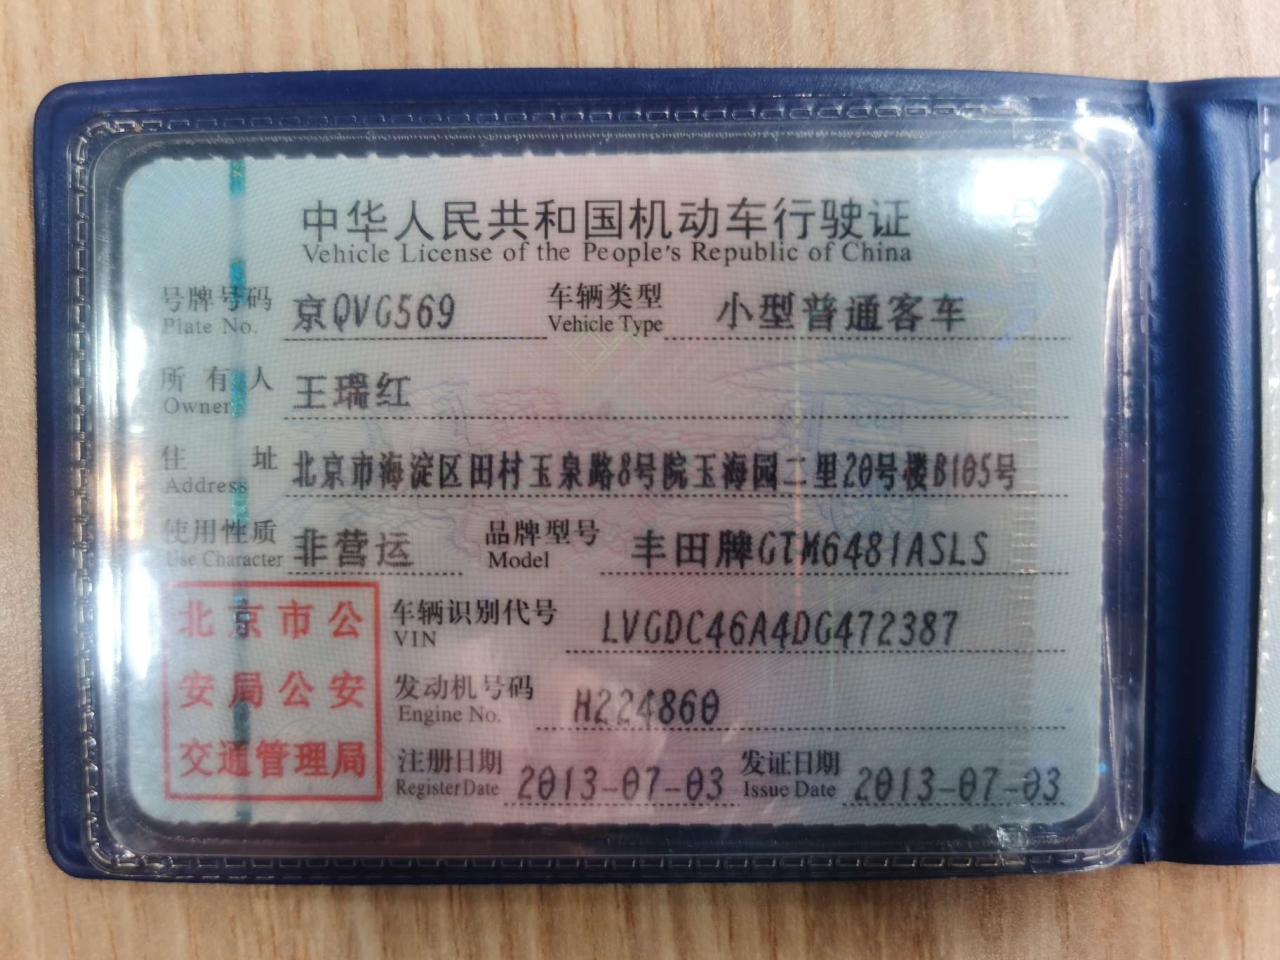 中华人民共和国机动车行驶证
Vehicle License of the People's Republic of China
号牌号码 京QVG569 车辆类型 小型普通客车
Plate No. Vehicle Type
所有人 王瑞红
Owner
住址 北京市海淀区田村玉泉路8号院玉海园二里20号楼B105号
Address
使用性质 非营运 品牌型号 丰田牌GTM6481ASLS
Use Character Model
车辆识别代号 LVGDC46A4DG472387
VIN
发动机号码 H224860
Engine No.
注册日期 2013-07-03 发证日期 2013-07-03
Register Date Issue Date
北京市公
安局公安
交通管理局